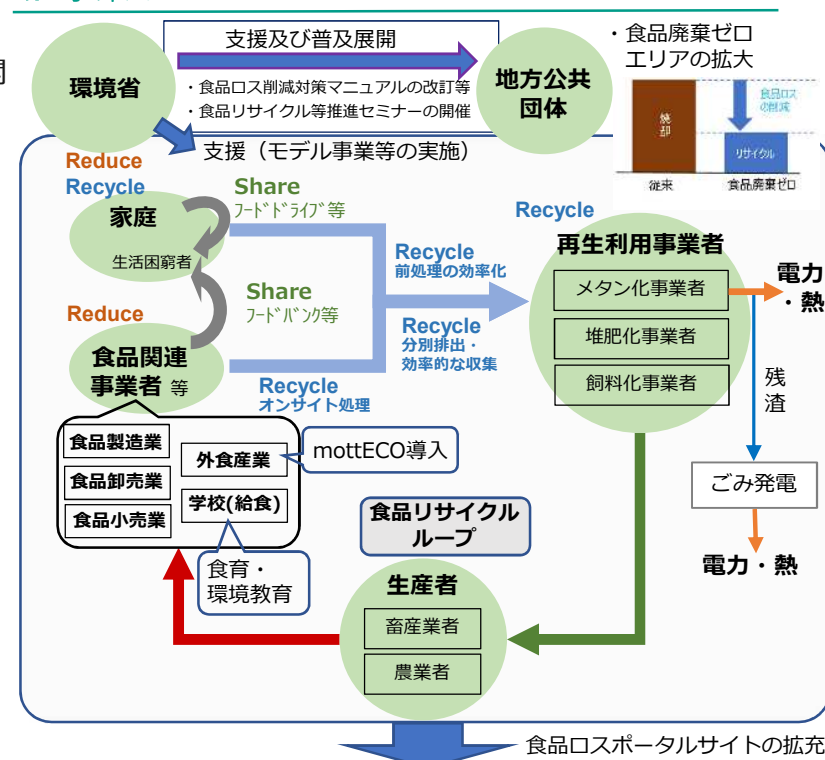 関
環境省
支援及び普及展開
・食品ロス削減対策マニュアルの改訂等
・食品リサイクル等推進セミナーの開催
地方公共
団体
・食品廃棄ゼロ
エリアの拡大
焼却
食品ロス
の削減
リサイクル
従来
食品廃棄ゼロ
支援（モデル事業等の実施）
Reduce
Recycle
家庭
生活困窮者
Share
ﾌｰﾄﾞﾄﾞﾗｲﾌﾞ等
Share
ﾌｰﾄﾞﾊﾞﾝｸ等
Reduce
食品関連
事業者 等
Recycle
オンサイト処理
Recycle
前処理の効率化
Recycle
分別排出・
効率的な収集
Recycle
再生利用事業者
メタン化事業者
堆肥化事業者
飼料化事業者
電力
・熱
残渣
ごみ発電
電力・熱
食品製造業
食品卸売業
食品小売業
外食産業
学校(給食)
mottECO導入
食育・
環境教育
食品リサイクル
ループ
生産者
畜産業者
農業者
食品ロスポータルサイトの拡充